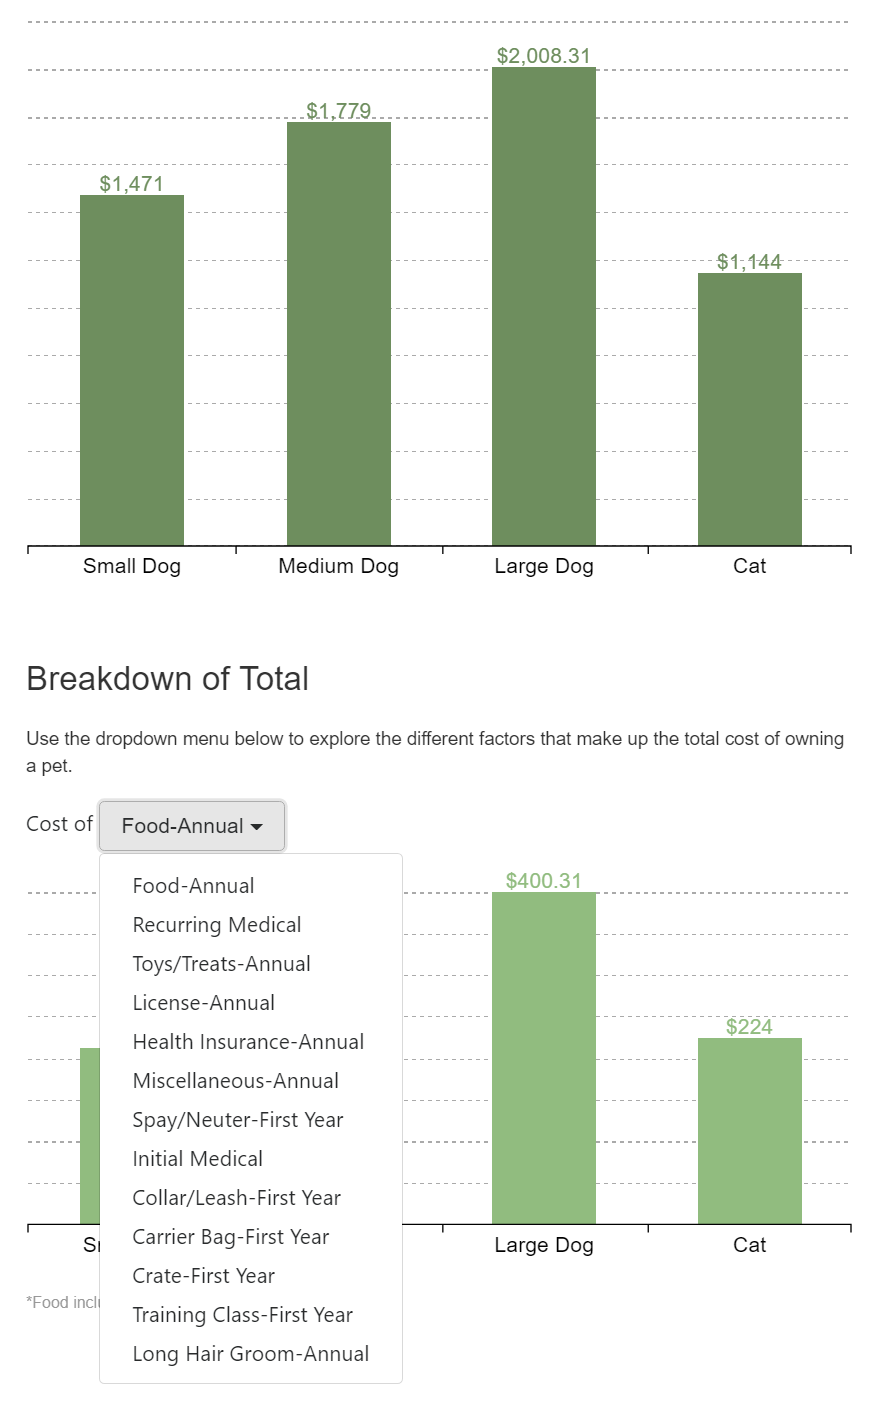 $2,008.31
$1,779
$1,471
$1,144
Small Dog Medium Dog Large Dog Cat
Breakdown of Total
Use the dropdown menu below to explore the different factors that make up the total cost of owning
a pet.
Cost of Food-Annual
$400.31
Food-Annual
Recurring Medical
Toys/Treats-Annual
License-Annual
$224
Health Insurance-Annual
Miscellaneous-Annual
Spay/Neuter-First Year
Initial Medical
Collar/Leash-First Year
Carrier Bag-First Year
Large Dog Cat
Crate-First Year
*Food
Training Class-First Year
Long Hair Groom-Annual